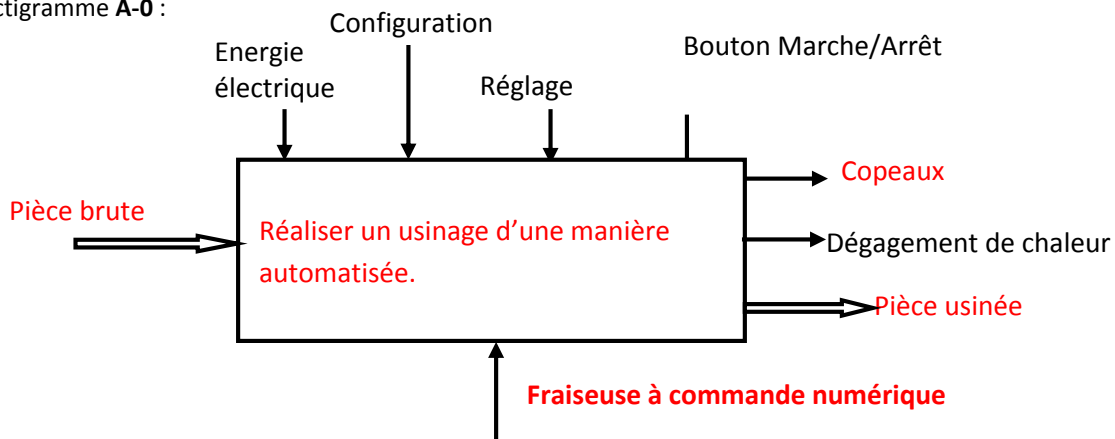 ctigramme A-0 :
Configuration
Energie
électrique
Réglage
Bouton Marche/Arrêt
Copeaux
Pièce brute
Réaliser un usinage d’une manière
automatisée.
Dégagement de chaleur
Pièce usinée
Fraiseuse à commande numérique